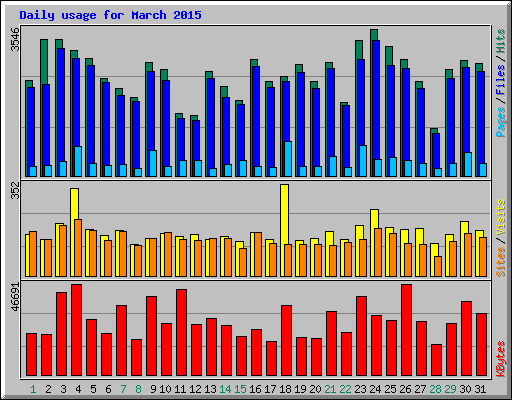 Daily usage for March 2015
3546
Pages / Files / Hits
352
Sites / Visits
46691
KBytes
1 2 3 4 5 6 7 8 9 10 11 12 13 14 15 16 17 18 19 20 21 22 23 24 25 26 27 28 29 30 31